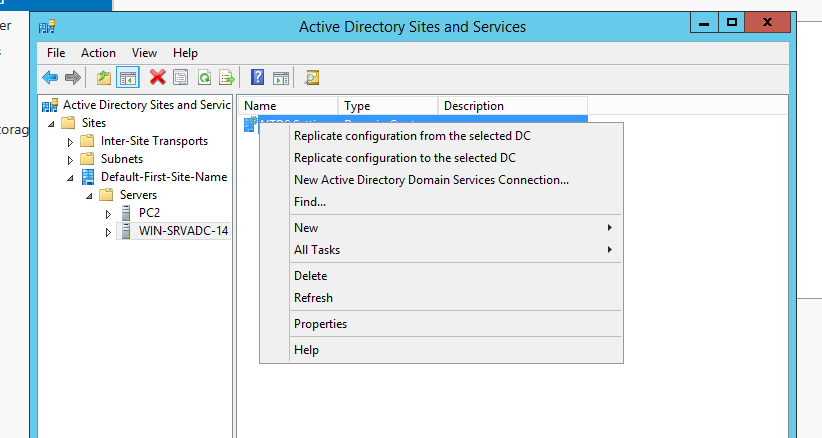 Active Directory Sites and Services
er
File Action View Help
Active Directory Sites and Servic
Name Type Description
Sites
Inter-Site Transports
torag
Subnets
Default-First-Site-Name
Servers
PC2
WIN-SRVADC-14
Replicate configuration from the selected DC
Replicate configuration to the selected DC
New Active Directory Domain Services Connection...
Find...
New
All Tasks
Delete
Refresh
Properties
Help